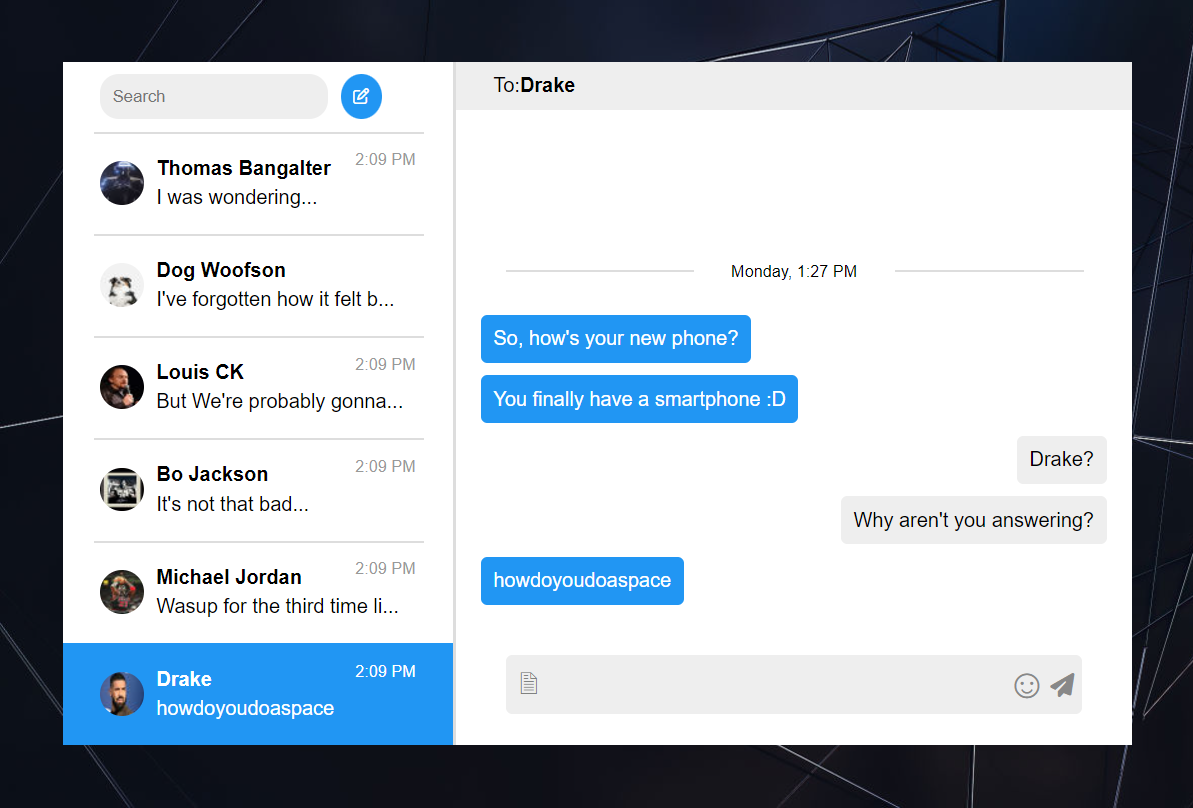 Search
Thomas Bangalter
2:09 PM
I was wondering...
Dog Woofson
I've forgotten how it felt b...
Louis CK
2:09 PM
But We're probably gonna...
Bo Jackson
2:09 PM
It's not that bad...
Michael Jordan
2:09 PM
Wasup for the third time li...
Drake
2:09 PM
howdoyoudoaspace
To:Drake
Monday, 1:27 PM
So, how's your new phone?
You finally have a smartphone :D
Drake?
Why aren't you answering?
howdoyoudoaspace